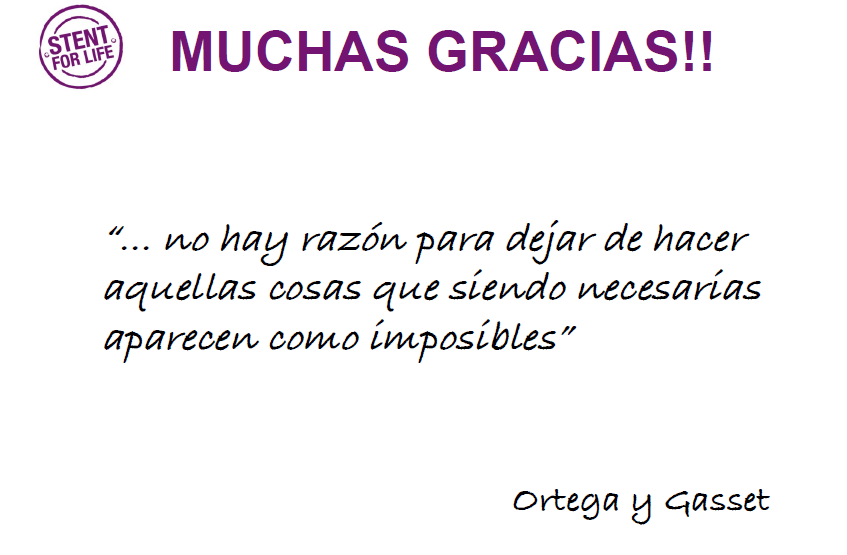 STENT
FOR LIFE
MUCHAS GRACIAS!!
“... no hay razón para dejar de hacer
aquellas cosas que siendo necesarias
aparecen como imposibles”
Ortega y Gasset